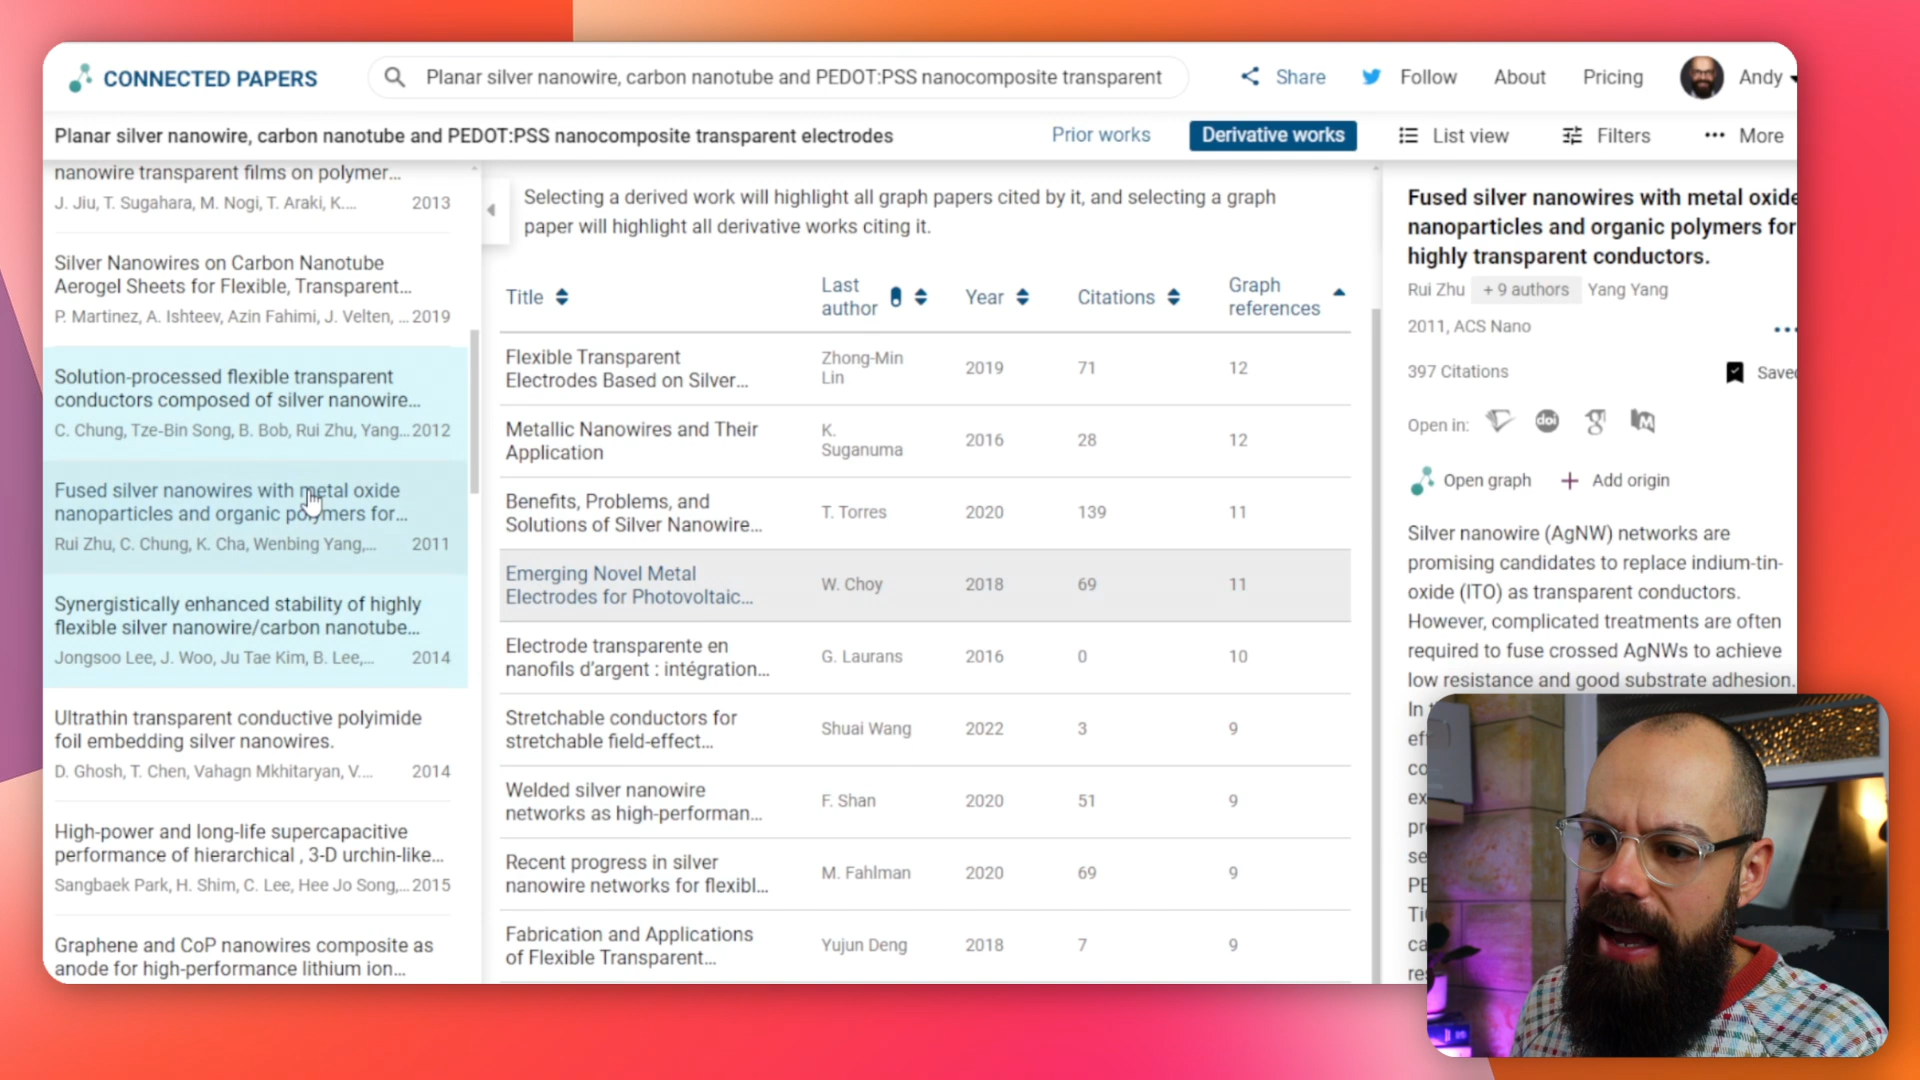 CONNECTED PAPERS
Planar silver nanowire, carbon nanotube and PEDOT:PSS nanocomposite transparent
Share
Follow
About
Pricing
Andy
Planar silver nanowire, carbon nanotube and PEDOT:PSS nanocomposite transparent electrodes
Prior works
Derivative works
List view
Filters
More
nanowire transparent films on polymer...
J. Jiu, T. Sugahara, M. Nogi, T. Araki, K.... 2013
Silver Nanowires on Carbon Nanotube
Aerogel Sheets for Flexible, Transparent...
P. Martinez, A. Ishteev, Azin Fahimi, J. Velten, ... 2019
Solution-processed flexible transparent
conductors composed of silver nanowire...
C. Chung, Tze-Bin Song, B. Bob, Rui Zhu, Yang... 2012
Fused silver nanowires with metal oxide
nanoparticles and organic polymers for...
Rui Zhu, C. Chung, K. Cha, Wenbing Yang,... 2011
Synergistically enhanced stability of highly
flexible silver nanowire/carbon nanotube...
Jongsoo Lee, J. Woo, Ju Tae Kim, B. Lee,... 2014
Ultrathin transparent conductive polyimide
foil embedding silver nanowires.
D. Ghosh, T. Chen, Vahagn Mkhitaryan, V.... 2014
High-power and long-life supercapacitive
performance of hierarchical , 3-D urchin-like...
Sangbaek Park, H. Shim, C. Lee, Hee Jo Song,... 2015
Graphene and CoP nanowires composite as
anode for high-performance lithium ion...
Selecting a derived work will highlight all graph papers cited by it, and selecting a graph
paper will highlight all derivative works citing it.
Title
Last
author
Year
Citations
Graph
references
Flexible Transparent
Electrodes Based on Silver...
Zhong-Min
Lin
2019
71
12
Metallic Nanowires and Their
Application
K.
Suganuma
2016
28
12
Benefits, Problems, and
Solutions of Silver Nanowire...
T. Torres
2020
139
11
Emerging Novel Metal
Electrodes for Photovoltaic...
W. Choy
2018
69
11
Electrode transparente en
nanofils d'argent : intégration...
G. Laurans
2016
0
10
Stretchable conductors for
stretchable field-effect...
Shuai Wang
2022
3
9
Welded silver nanowire
networks as high-performan...
F. Shan
2020
51
9
Recent progress in silver
nanowire networks for flexibl...
M. Fahlman
2020
69
9
Fabrication and Applications
of Flexible Transparent...
Yujun Deng
2018
7
9
Fused silver nanowires with metal oxide
nanoparticles and organic polymers for
highly transparent conductors.
Rui Zhu + 9 authors Yang Yang
2011, ACS Nano
397 Citations
Saved
Open in:
doi
Open graph
Add origin
Silver nanowire (AgNW) networks are
promising candidates to replace indium-tin-
oxide (ITO) as transparent conductors.
However, complicated treatments are often
required to fuse crossed AgNWs to achieve
low resistance and good substrate adhesion.
In